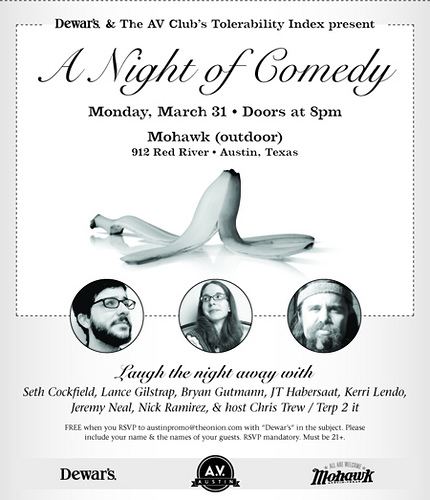 Dewar's. & The AV Club's Tolerability Index present
A Night of Comedy
Monday, March 31 • Doors at 8pm
Mohawk (outdoor)
912 Red River • Austin, Texas
Laugh the night away with
Seth Cockfield, Lance Gilstrap, Bryan Gutmann, JT Habersaat, Kerri Lendo,
Jeremy Neal, Nick Ramirez, & host Chris Trew / Terp 2 it
FREE when you RSVP to austinpromo@theonion.com with "Dewar's" in the subject. Please
include your name & the names of your guests. RSVP mandatory. Must be 21+.
Dewar's.
A.V.
AUSTIN
ALL ARE WELCOME
Mohawk